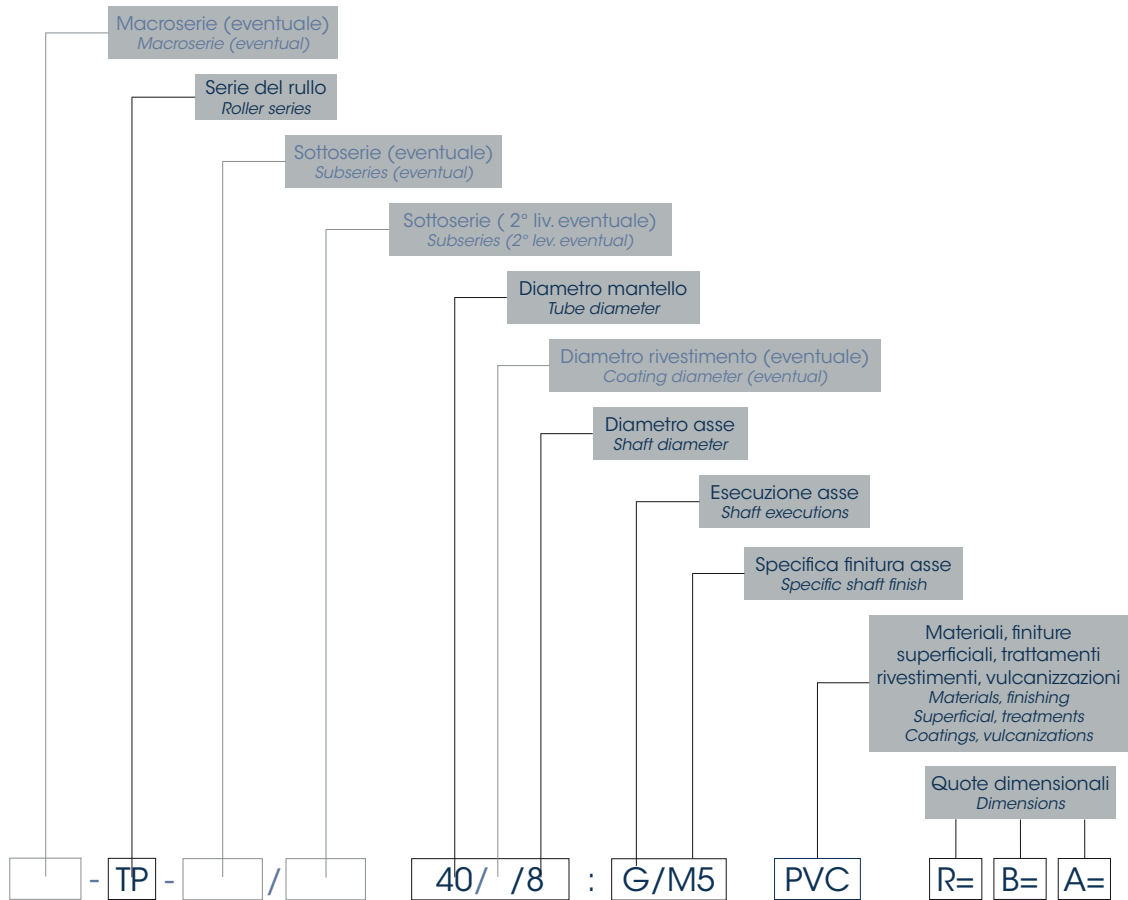 Macroserie (eventuale)
Macroserie (eventual)
Serie del rullo
Roller series
Sottoserie (eventuale)
Subseries (eventual)
Sottoserie ( 2° liv. eventuale)
Subseries (2° lev. eventual)
Diametro mantello
Tube diameter
Diametro rivestimento (eventuale)
Coating diameter (eventual)
Diametro asse
Shaft diameter
Esecuzione asse
Shaft executions
Specifica finitura asse
Specific shaft finish
Materiali, finiture
superficiali, trattamenti
rivestimenti, vulcanizzazioni
Materials, finishing
Superficial, treatments
Coatings, vulcanizations
Quote dimensionali
Dimensions
- TP - / 40/ /8 : G/M5 PVC R= B= A=